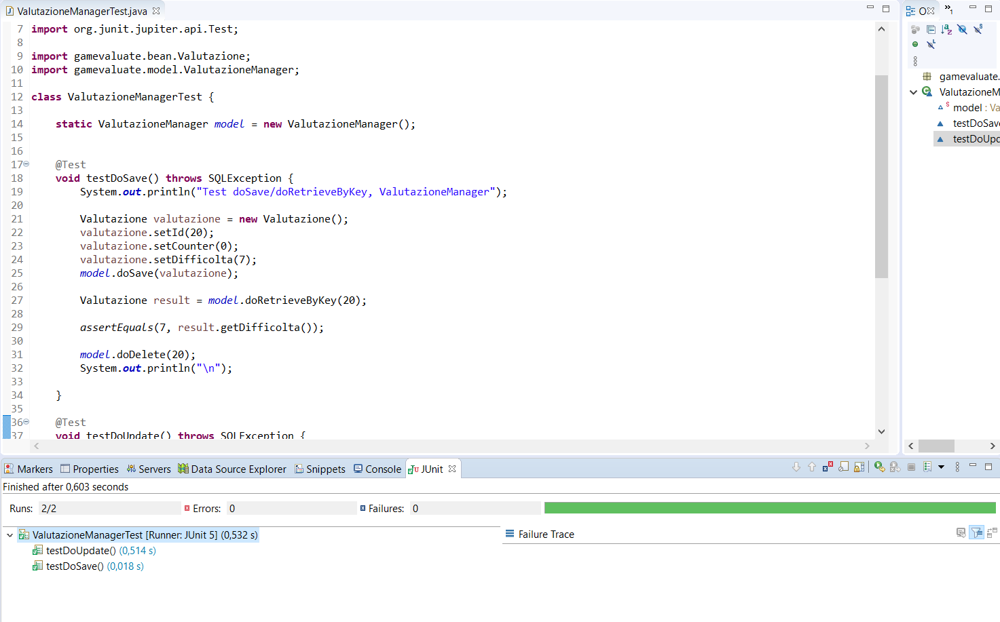 ValutazioneManagerTest.java
7 import org.junit.jupiter.api.Test;
8
9 import gamevaluate.bean.Valutazione;
10 import gamevaluate.model.ValutazioneManager;
11
12 class ValutazioneManagerTest {
13
14 static ValutazioneManager model = new ValutazioneManager();
15
16
17 @Test
18 void testDoSave() throws SQLException {
19 System.out.println("Test doSave/doRetrieveByKey, ValutazioneManager");
20
21 Valutazione valutazione = new Valutazione();
22 valutazione.setId(20);
23 valutazione.setCounter(0);
24 valutazione.setDifficolta(7);
25 model.doSave(valutazione);
26
27 Valutazione result = model.doRetrieveByKey(20);
28
29 assertEquals(7, result.getDifficolta());
30
31 model.doDelete(20);
32 System.out.println("\n");
33
34 }
35
36 @Test
37 void testDoUpdate() throws SQLException {
O
1
gamevaluate.
ValutazioneM
model : Va
testDoSave
testDoUpd
Markers Properties Servers Data Source Explorer Snippets Console JUnit
Finished after 0,603 seconds
Runs: 2/2 Errors: 0 Failures: 0
ValutazioneManagerTest [Runner: JUnit 5] (0,532 s)
testDoUpdate() (0,514 s)
testDoSave() (0,018 s)
Failure Trace